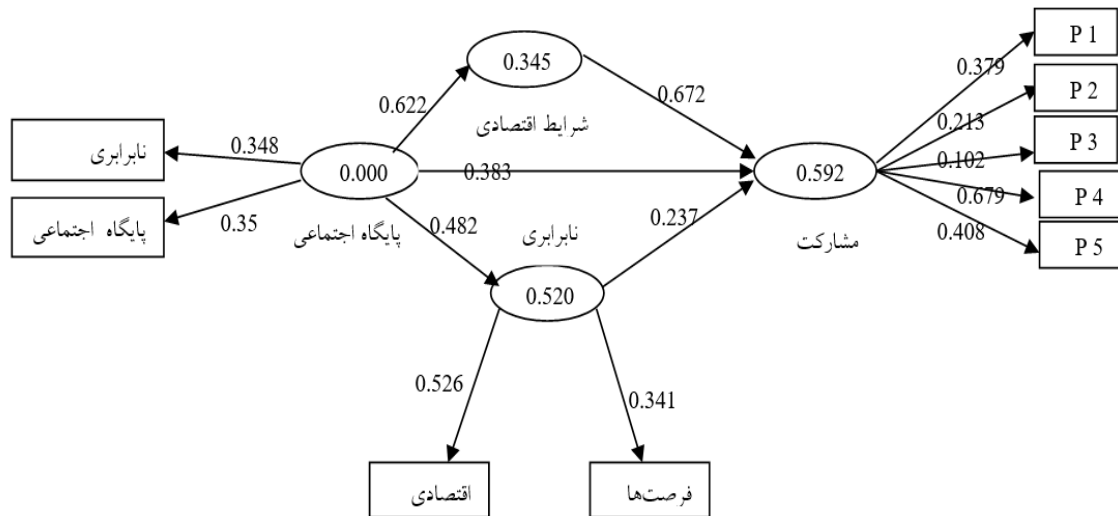 P 1
0.345
0.379
P 2
0.622
0.672
شرایط اقتصادی
0.213
نابرابری
0.348
P 3
0.000
0.383
0.592
0.102
P 4
0.679
پایگاه اجتماعی
0.35
پایگاه اجتماعی
0.482
نابرابری
0.237
مشارکت
0.408
P 5
0.520
0.526
0.341
اقتصادی
فرصت‌ها